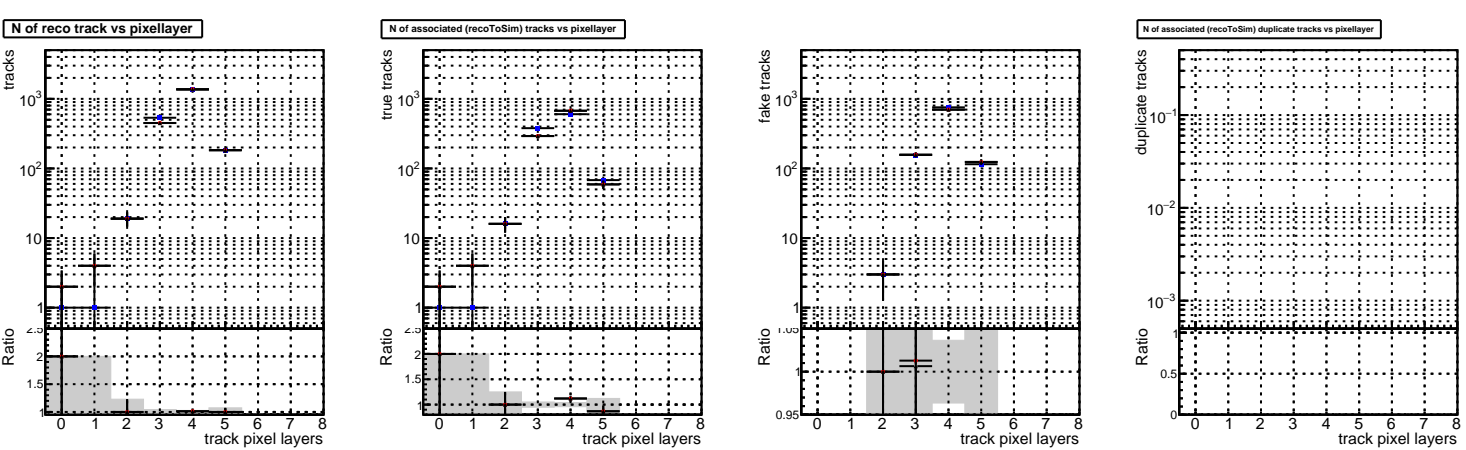 N of reco track vs pixellayer
tracks
10³
10²
10
1
Ratio
2.5
2
1.5
1
0 1 2 3 4 5 6 7 8
track pixel layers
N of associated (recoToSim) tracks vs pixellayer
true tracks
10³
10²
10
1
Ratio
2.5
2
1.5
1
0 1 2 3 4 5 6 7 8
track pixel layers
fake tracks
10³
10²
10
1
Ratio
1.05
1
0.95
0 1 2 3 4 5 6 7 8
track pixel layers
N of associated (recoToSim) duplicate tracks vs pixellayer
duplicate tracks
10⁻¹
10⁻²
10⁻³
Ratio
1
0.5
0
0 1 2 3 4 5 6 7 8
track pixel layers